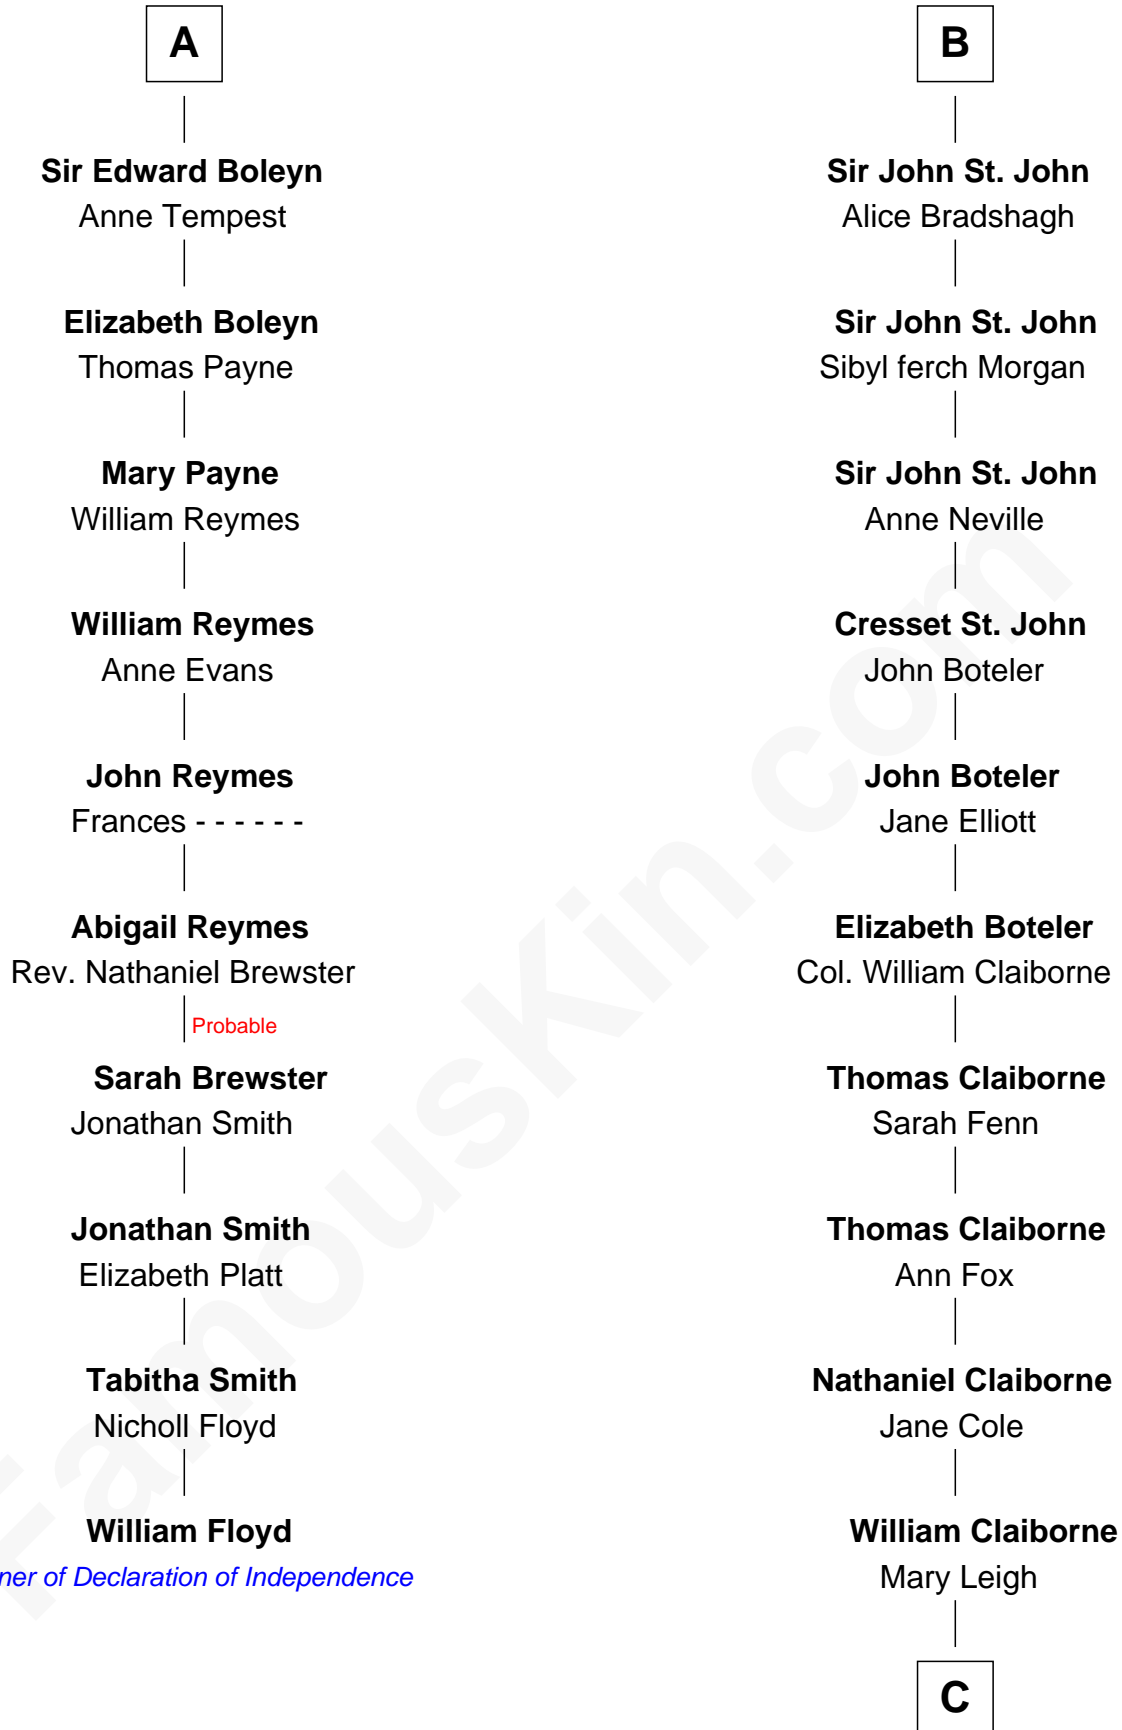 A
Sir Edward Boleyn
Anne Tempest
Elizabeth Boleyn
Thomas Payne
Mary Payne
William Reymes
William Reymes
Anne Evans
John Reymes
Frances - - - - - -
Abigail Reymes
Rev. Nathaniel Brewster
Probable
Sarah Brewster
Jonathan Smith
Jonathan Smith
Elizabeth Platt
Tabitha Smith
Nicholl Floyd
William Floyd
ner of Declaration of Independence
B
Sir John St. John
Alice Bradshagh
Sir John St. John
Sibyl ferch Morgan
Sir John St. John
Anne Neville
Cresset St. John
John Boteler
John Boteler
Jane Elliott
Elizabeth Boteler
Col. William Claiborne
Thomas Claiborne
Sarah Fenn
Thomas Claiborne
Ann Fox
Nathaniel Claiborne
Jane Cole
William Claiborne
Mary Leigh
C
FamousKin.com